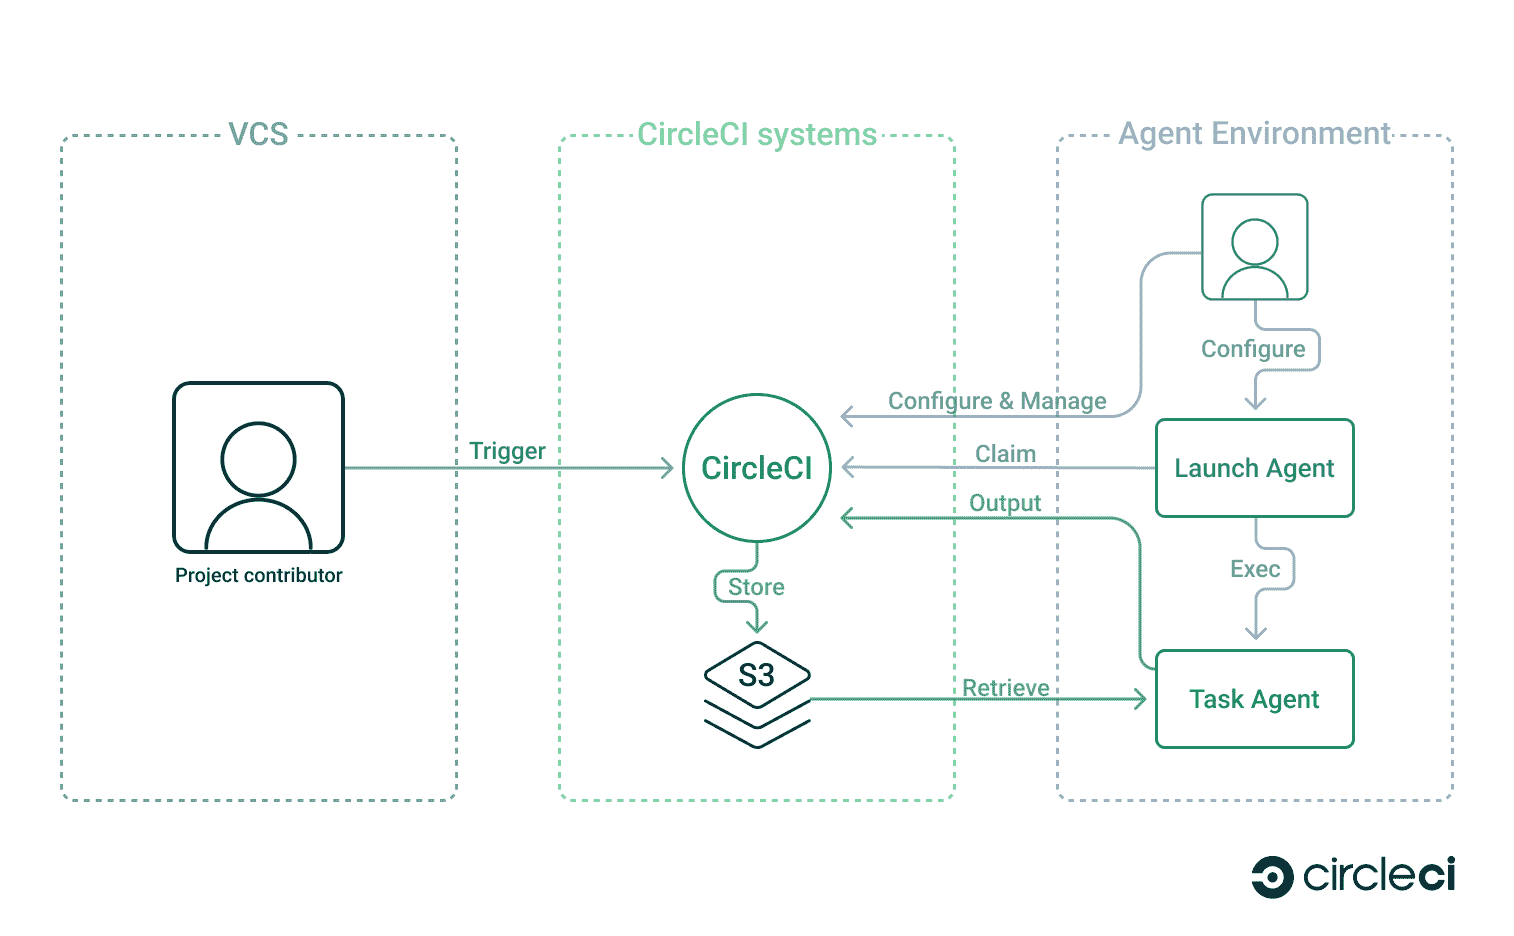 VCS
CircleCI systems
Agent Environment
Configure
Configure & Manage
Trigger
CircleCI
Claim
Launch Agent
Output
Project contributor
Store
Exec
S3
Retrieve
Task Agent
circleci